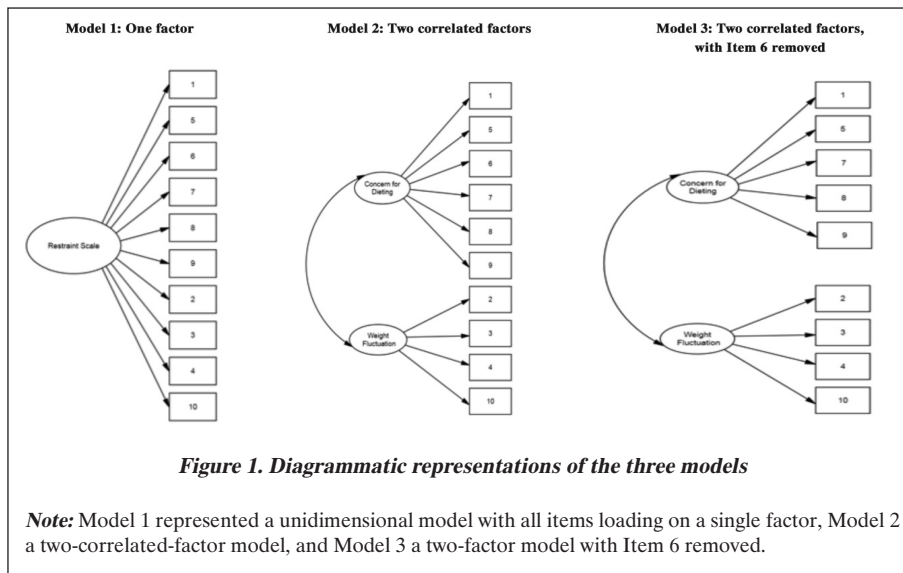 Model 1: One factor
1
5
6
7
8
9
2
3
4
10
Restraint Scale
Model 2: Two correlated factors
1
5
6
7
8
9
2
3
4
10
Concern for
Dieting
Weight
Fluctuation
Model 3: Two correlated factors,
with Item 6 removed
1
5
7
8
9
2
3
4
10
Concern for
Dieting
Weight
Fluctuation
Figure 1. Diagrammatic representations of the three models
Note: Model 1 represented a unidimensional model with all items loading on a single factor, Model 2
a two-correlated-factor model, and Model 3 a two-factor model with Item 6 removed.